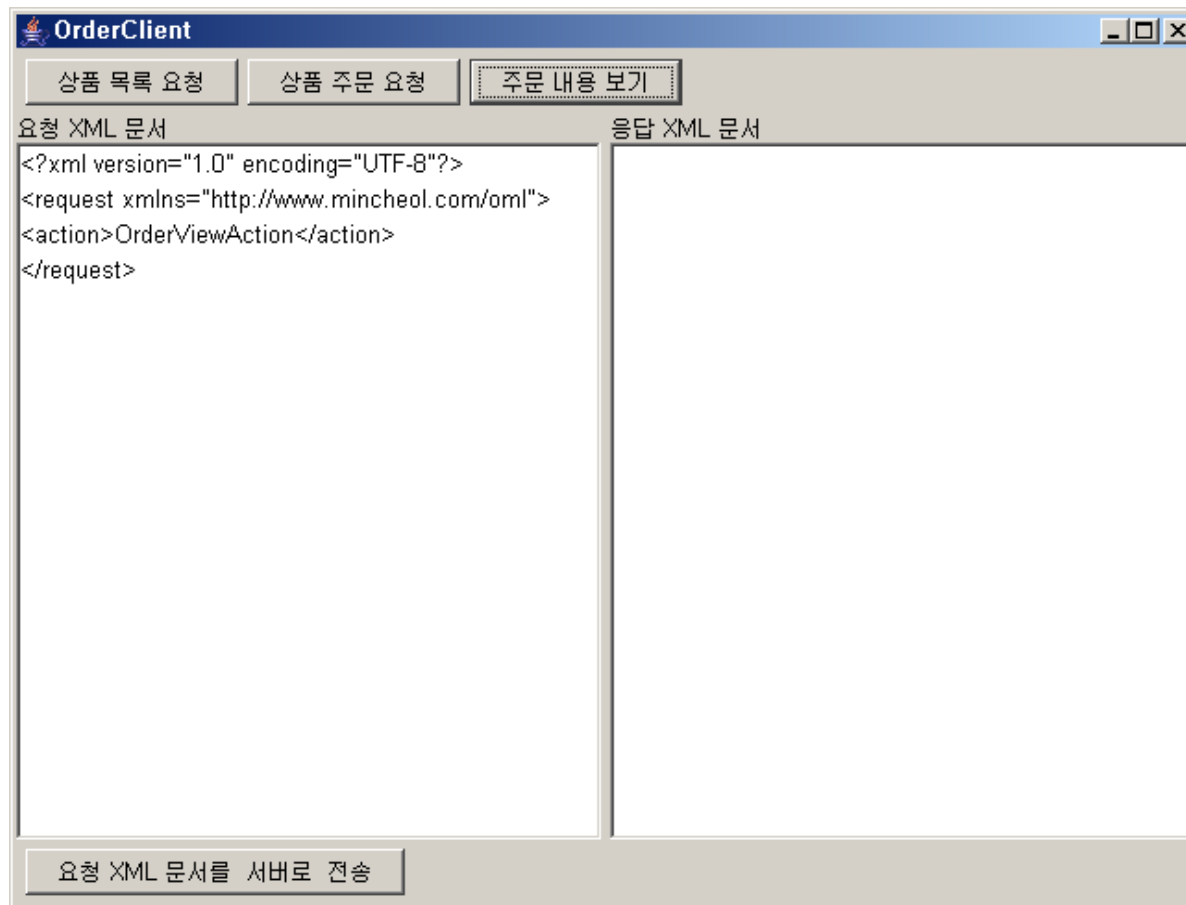 OrderClient
상품 목록 요청 상품 주문 요청 주문 내용 보기
요청 XML 문서 응답 XML 문서
<?xml version="1.0" encoding="UTF-8"?>
<request xmlns="http://www.mincheol.com/oml">
<action>OrderViewAction</action>
</request>
요청 XML 문서를 서버로 전송